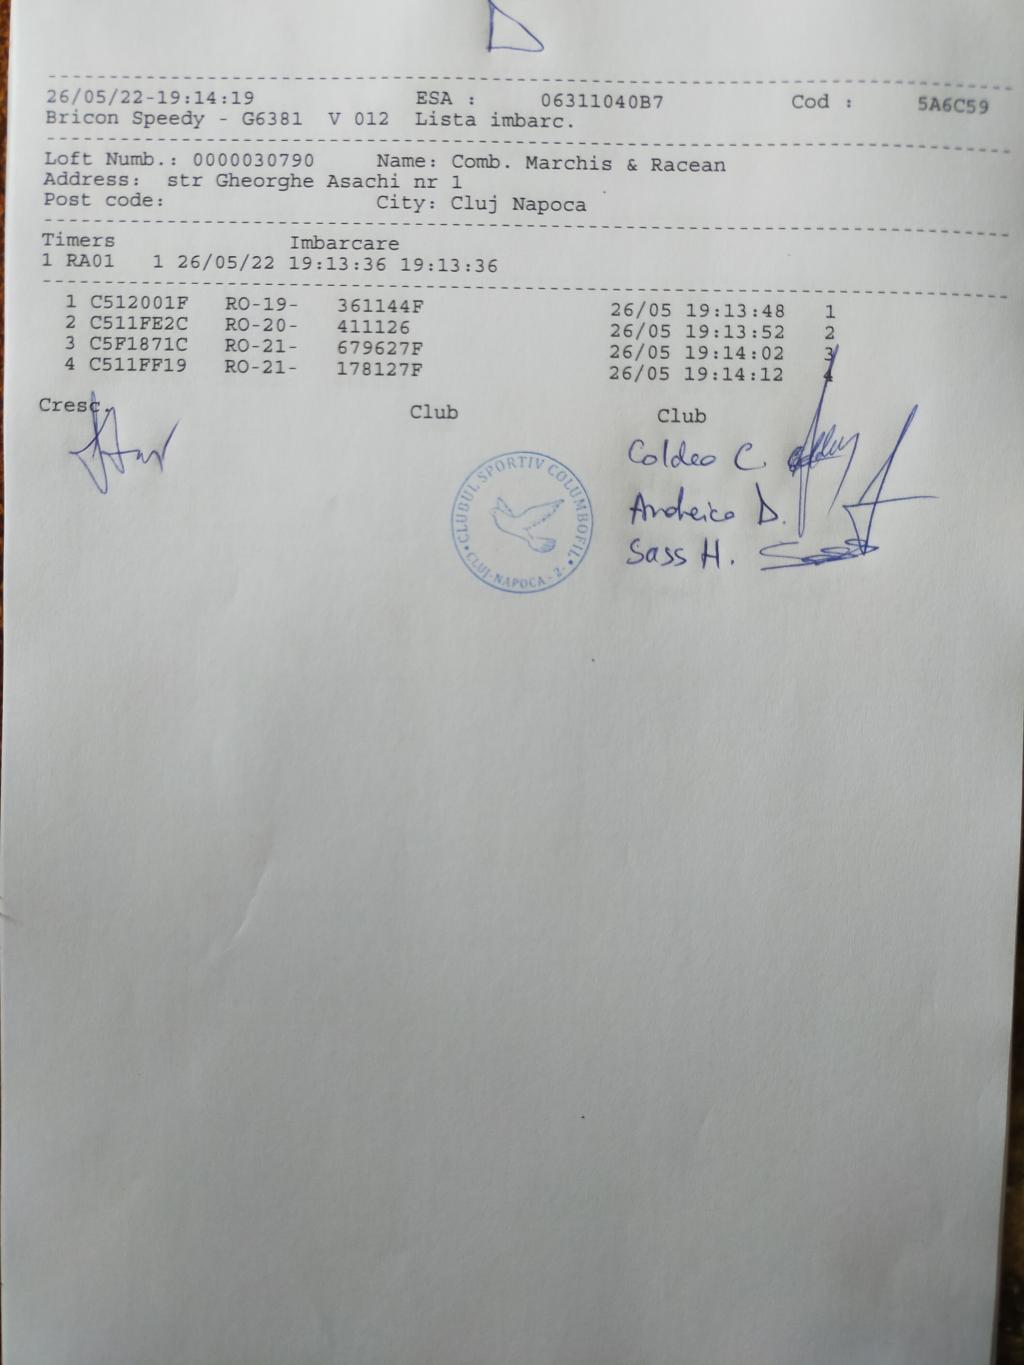 26/05/22-19:14:19 ESA : 06311040B7 Cod : 5A6C59
Bricon Speedy - G6381 V 012 Lista imbarc.
Loft Numb.: 0000030790 Name: Comb. Marchis & Racean
Address: str Gheorghe Asachi nr 1
Post code: City: Cluj Napoca
Timers Imbarcare
1 RA01 1 26/05/22 19:13:36 19:13:36
1 C512001F RO-19- 361144F 26/05 19:13:48 1
2 C511FE2C RO-20- 411126 26/05 19:13:52 2
3 C5F1871C RO-21- 679627F 26/05 19:14:02 3
4 C511FF19 RO-21- 178127F 26/05 19:14:12 4
Cresc. Club Club
Coldea C.
Andreica D.
Sass H.
CLUBUL SPORTIV COLUMBOFIL
CLUJ-NAPOCA - 2 -